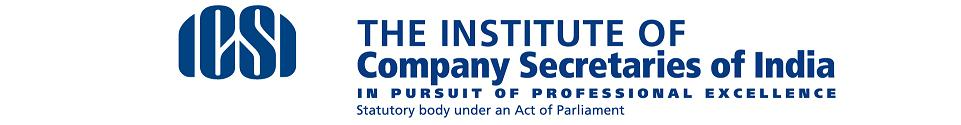 ICSI
THE INSTITUTE OF
Company Secretaries of India
IN PURSUIT OF PROFESSIONAL EXCELLENCE
Statutory body under an Act of Parliament